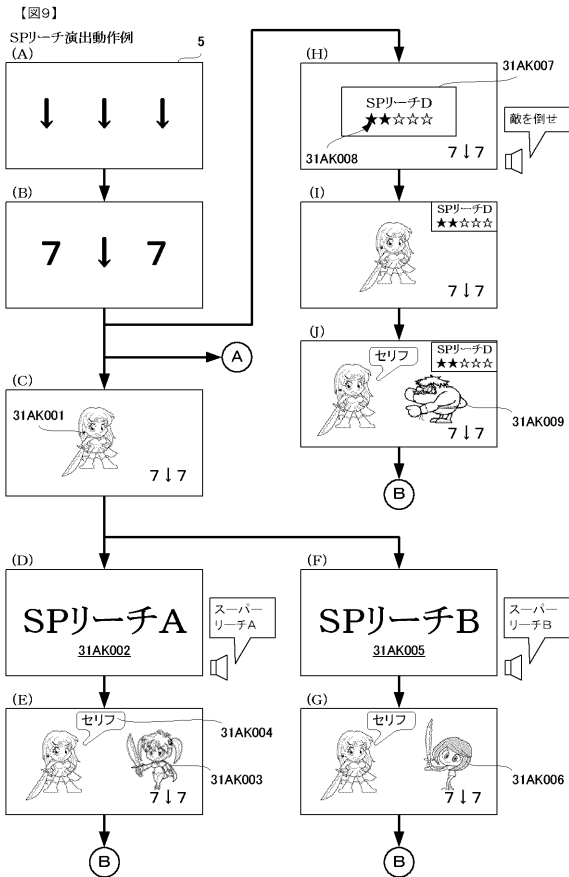 【図9】
SPリーチ演出動作例
5
(A)
↓ ↓ ↓
(B)
7 ↓ 7
A
(C)
31AK001
7↓7
(D)
SPリーチA
31AK002
スーパー
リーチA
(E)
セリフ
31AK004
31AK003
7↓7
B
(F)
SPリーチB
31AK005
スーパー
リーチB
(G)
セリフ
31AK006
7↓7
B
(H)
31AK007
SPリーチD
★★☆☆☆
31AK008
7↓7
敵を倒せ
(I)
SPリーチD
★★☆☆☆
7↓7
(J)
セリフ
SPリーチD
★★☆☆☆
31AK009
7↓7
B